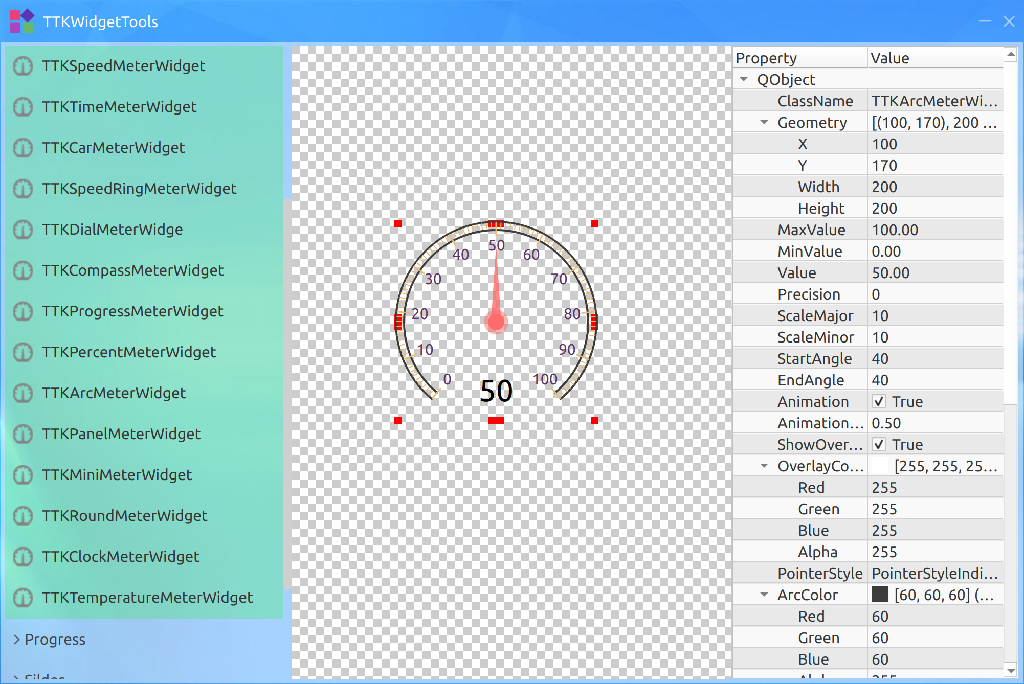 TTKWidgetTools
TTKSpeedMeterWidget
TTKTimeMeterWidget
TTKCarMeterWidget
TTKSpeedRingMeterWidget
TTKDialMeterWidge
TTKCompassMeterWidget
TTKProgressMeterWidget
TTKPercentMeterWidget
TTKArcMeterWidget
TTKPanelMeterWidget
TTKMiniMeterWidget
TTKRoundMeterWidget
TTKClockMeterWidget
TTKTemperatureMeterWidget
Progress
0
10
20
30
40
50
60
70
80
90
100
50
Property Value
QObject
ClassName TTKArcMeterWi...
Geometry [(100, 170), 200 ...
X 100
Y 170
Width 200
Height 200
MaxValue 100.00
MinValue 0.00
Value 50.00
Precision 0
ScaleMajor 10
ScaleMinor 10
StartAngle 40
EndAngle 40
Animation True
Animation... 0.50
ShowOver... True
OverlayCo... [255, 255, 25...
Red 255
Green 255
Blue 255
Alpha 255
PointerStyle PointerStyleIndi...
ArcColor [60, 60, 60] (...
Red 60
Green 60
Blue 60